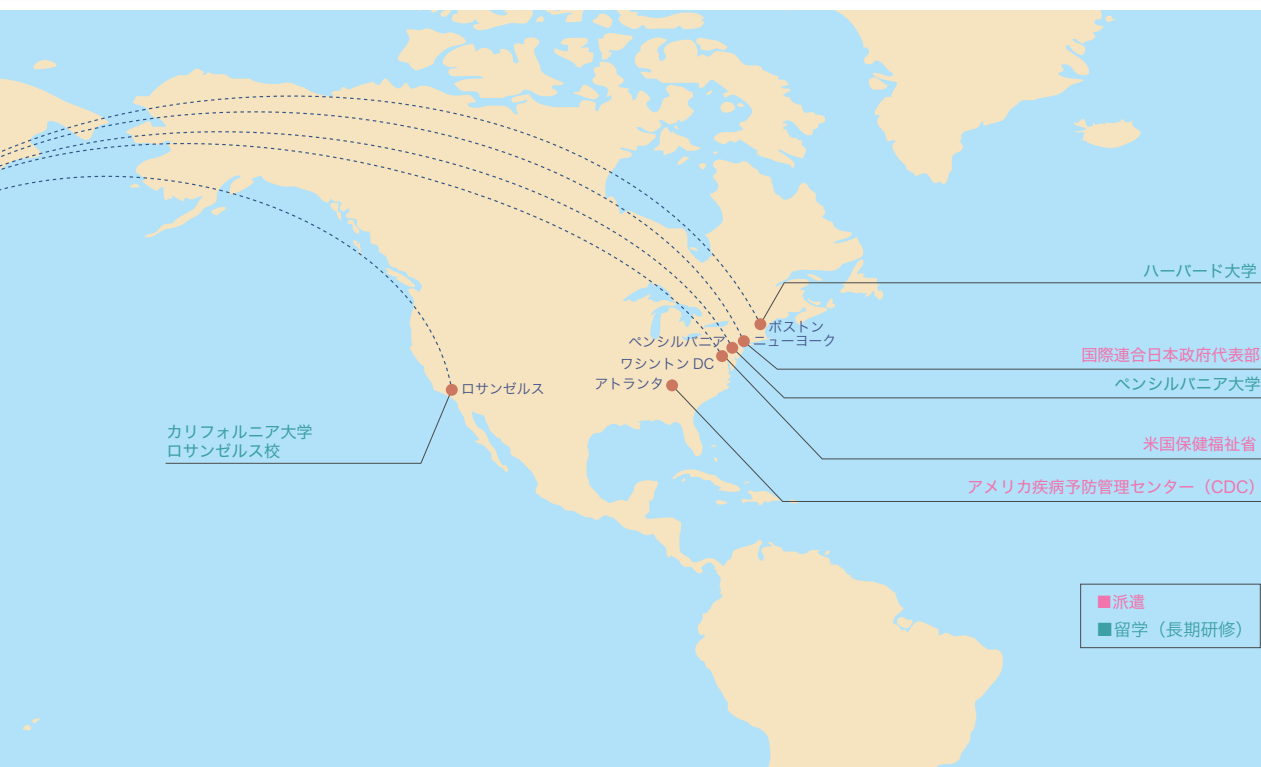 ハーバード大学
ボストン
ニューヨーク
ペンシルバニア
国際連合日本政府代表部
ワシントン DC
アトランタ
ペンシルバニア大学
ロサンゼルス
カリフォルニア大学
ロサンゼルス校
米国保健福祉省
アメリカ疾病予防管理センター（CDC）
■派遣
■留学（長期研修）